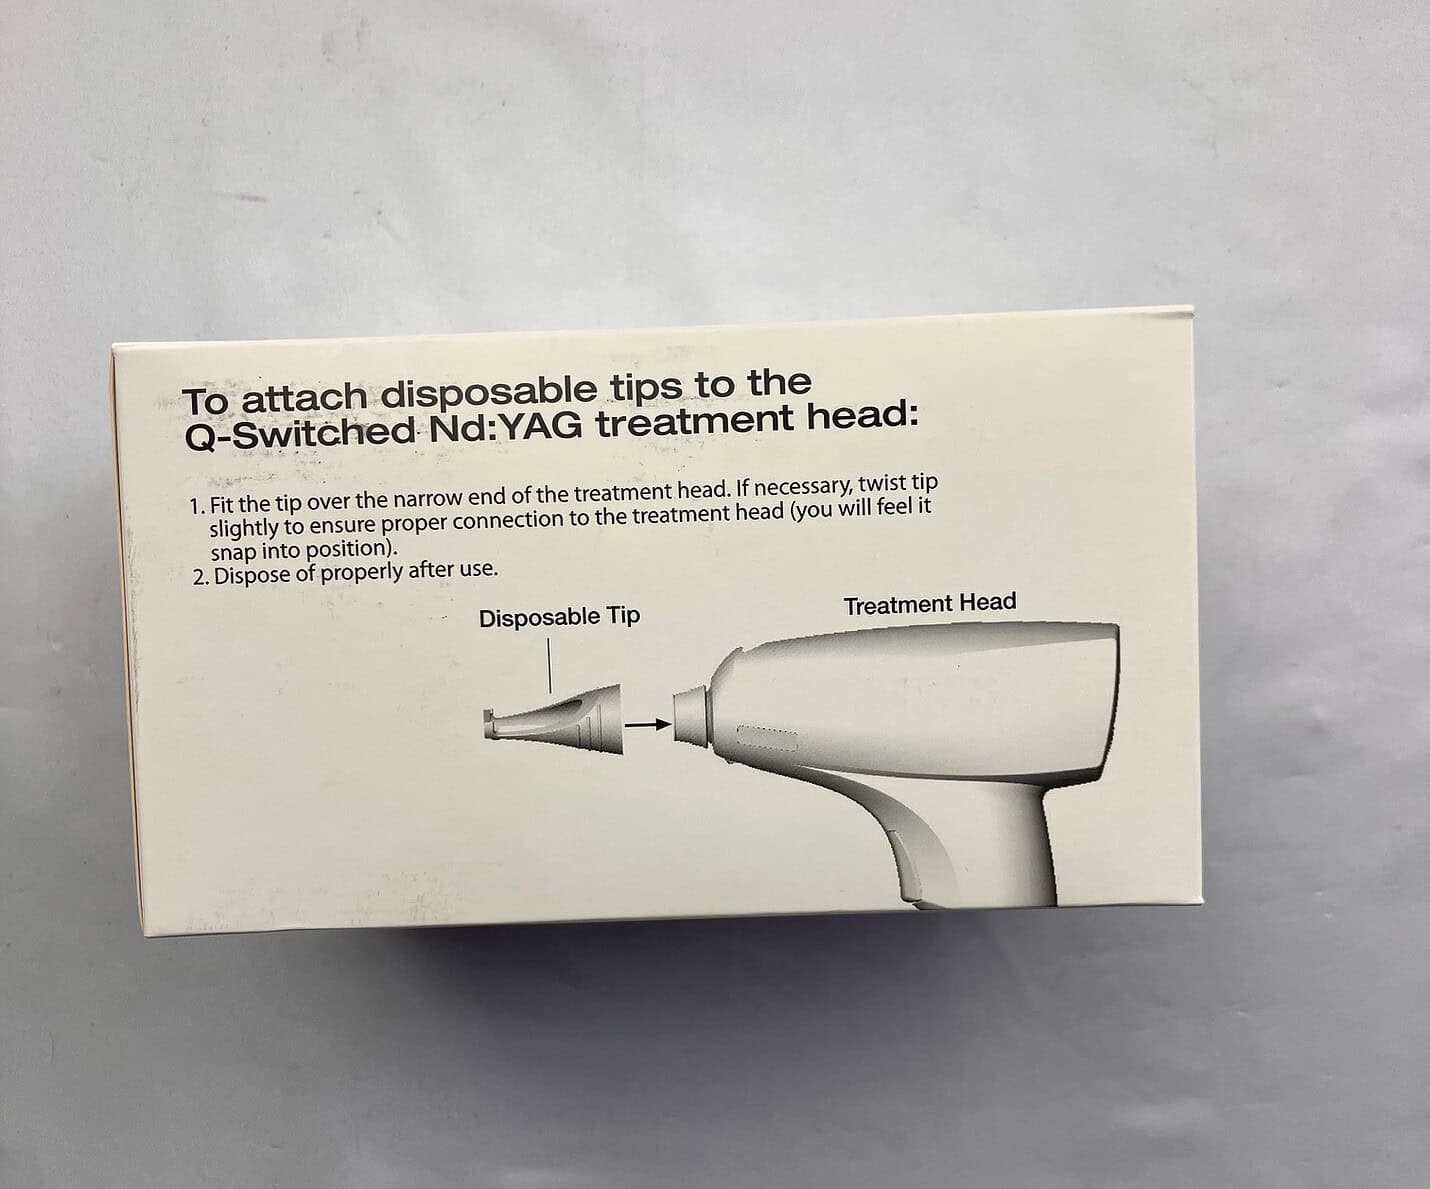 To attach disposable tips to the
Q-Switched Nd:YAG treatment head:
1. Fit the tip over the narrow end of the treatment head. If necessary, twist tip
slightly to ensure proper connection to the treatment head (you will feel it
snap into position).
2. Dispose of properly after use.
Disposable Tip
Treatment Head